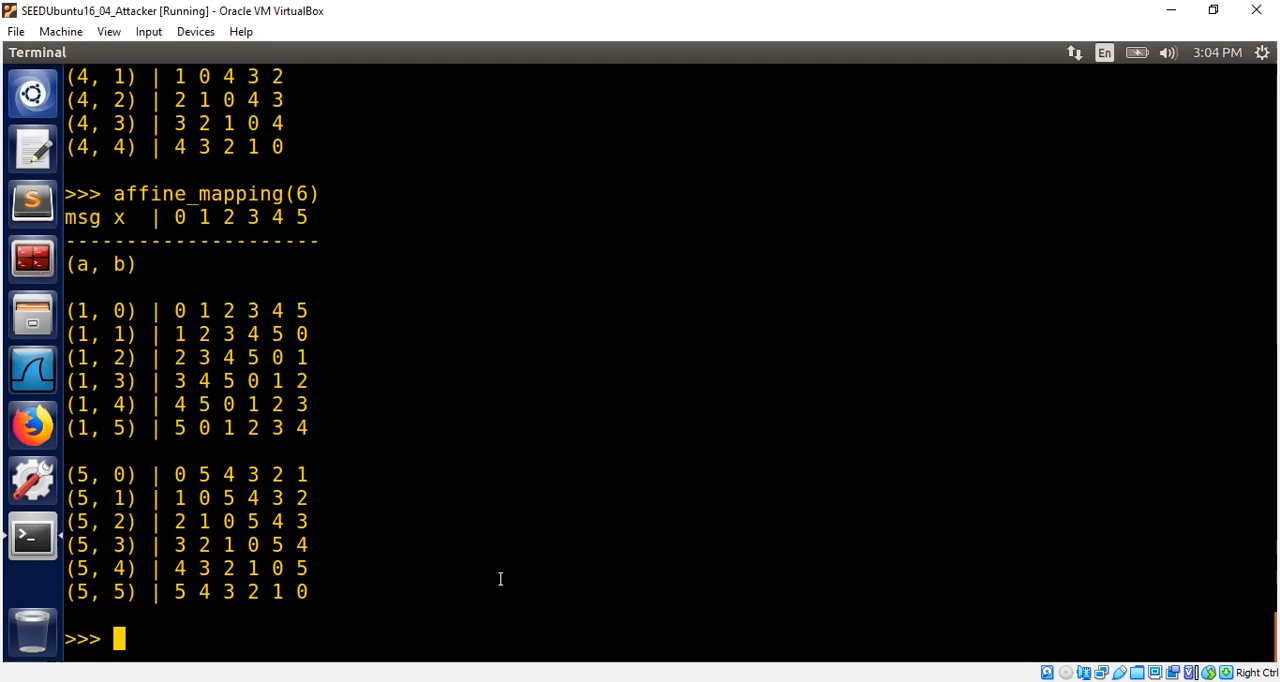 SEEDUbuntu16_04_Attacker [Running] - Oracle VM VirtualBox
File Machine View Input Devices Help
Terminal En 3:04 PM
(4, 1) | 1 0 4 3 2
(4, 2) | 2 1 0 4 3
(4, 3) | 3 2 1 0 4
(4, 4) | 4 3 2 1 0
>>> affine_mapping(6)
msg x | 0 1 2 3 4 5
---------------------
(a, b)
(1, 0) | 0 1 2 3 4 5
(1, 1) | 1 2 3 4 5 0
(1, 2) | 2 3 4 5 0 1
(1, 3) | 3 4 5 0 1 2
(1, 4) | 4 5 0 1 2 3
(1, 5) | 5 0 1 2 3 4
(5, 0) | 0 5 4 3 2 1
(5, 1) | 1 0 5 4 3 2
(5, 2) | 2 1 0 5 4 3
(5, 3) | 3 2 1 0 5 4
(5, 4) | 4 3 2 1 0 5
(5, 5) | 5 4 3 2 1 0
>>>
Right Ctrl